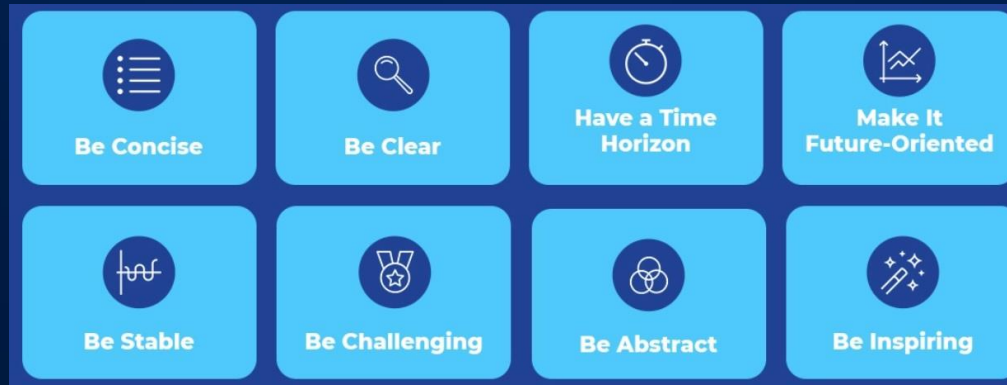 Be Concise
Be Clear
Have a Time
Horizon
Make It
Future-Oriented
Be Stable
Be Challenging
Be Abstract
Be Inspiring